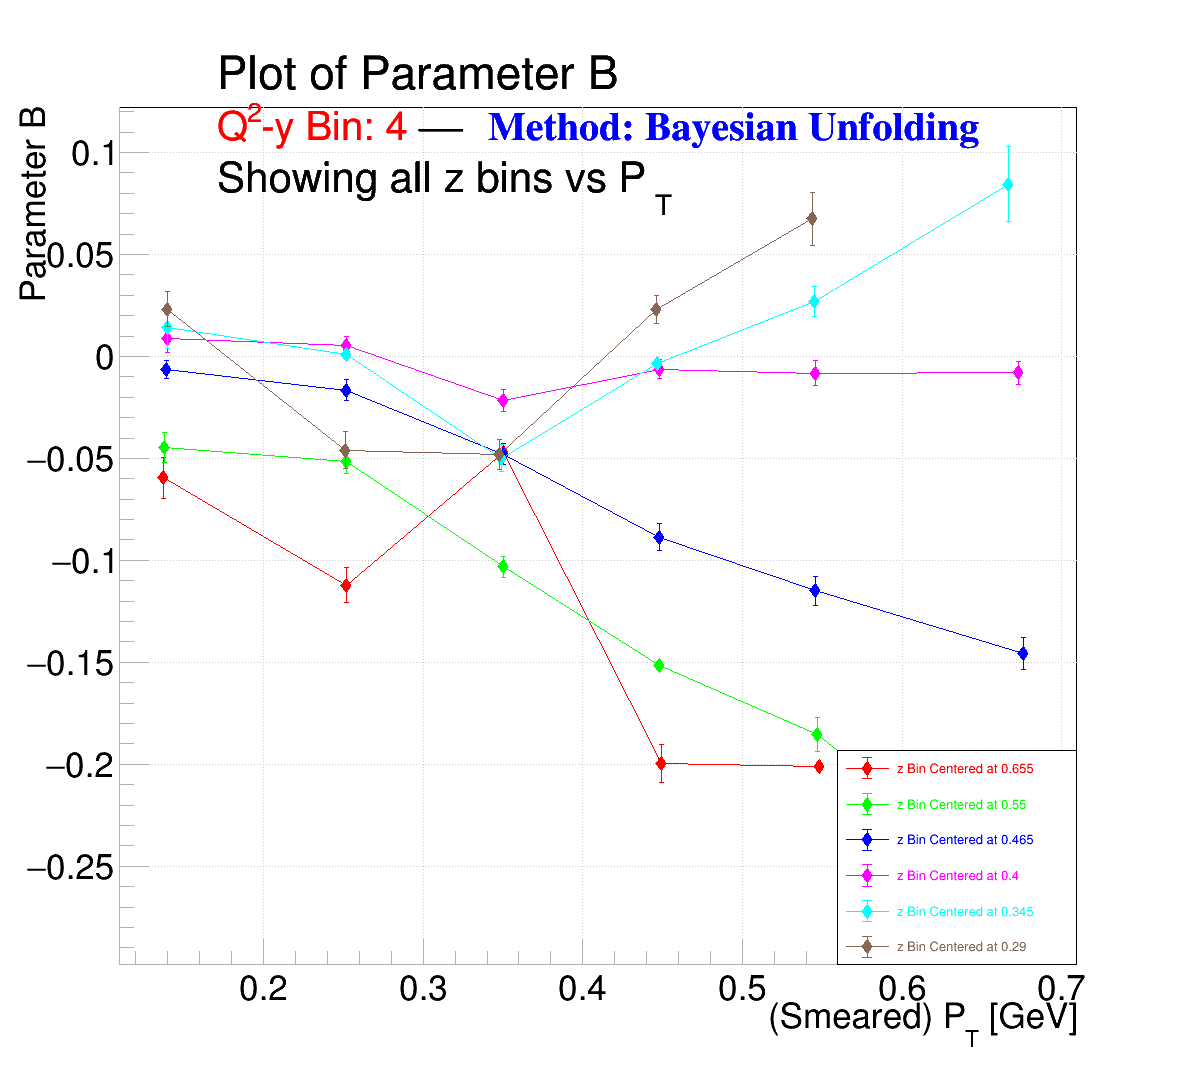 Plot of Parameter B
Q²-y Bin: 4 — Method: Bayesian Unfolding
Showing all z bins vs P_T
Parameter B
0.1
0.05
0
−0.05
−0.1
−0.15
−0.2
−0.25
z Bin Centered at 0.655
z Bin Centered at 0.55
z Bin Centered at 0.465
z Bin Centered at 0.4
z Bin Centered at 0.345
z Bin Centered at 0.29
0.2 0.3 0.4 0.5 0.6 0.7
(Smeared) P_T [GeV]